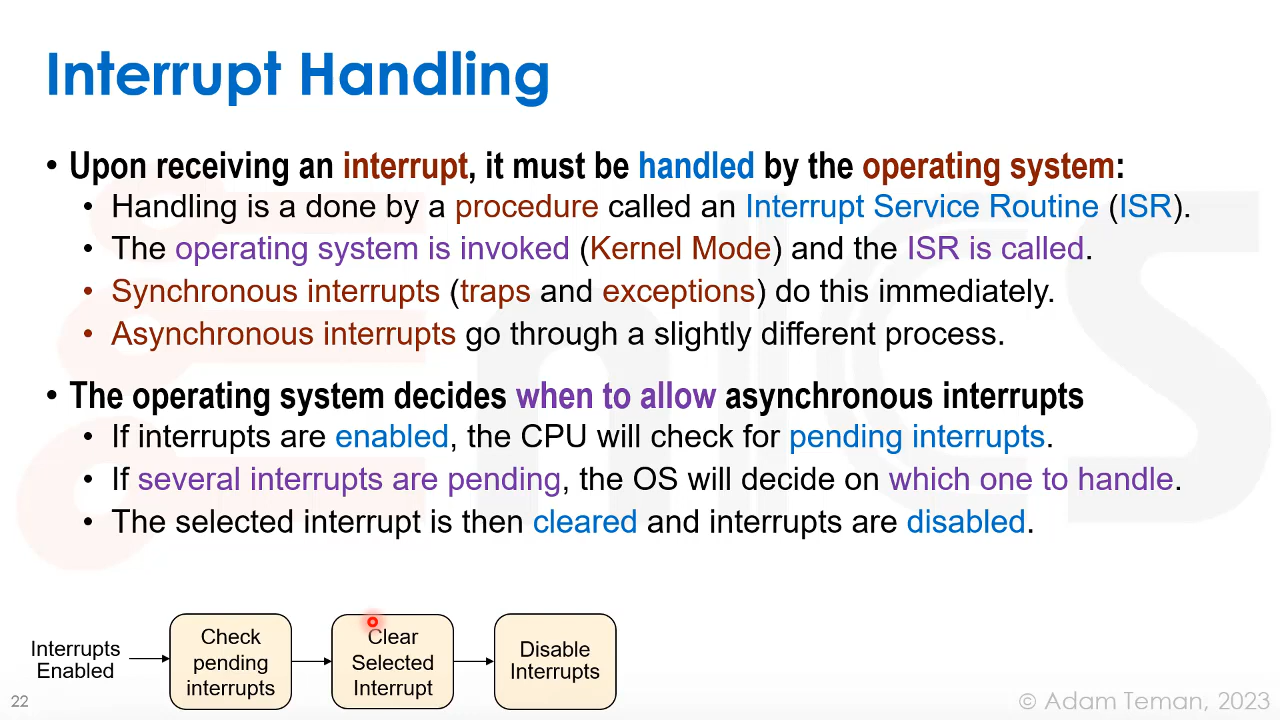 Interrupt Handling
• Upon receiving an interrupt, it must be handled by the operating system:
• Handling is a done by a procedure called an Interrupt Service Routine (ISR).
• The operating system is invoked (Kernel Mode) and the ISR is called.
• Synchronous interrupts (traps and exceptions) do this immediately.
• Asynchronous interrupts go through a slightly different process.
• The operating system decides when to allow asynchronous interrupts
• If interrupts are enabled, the CPU will check for pending interrupts.
• If several interrupts are pending, the OS will decide on which one to handle.
• The selected interrupt is then cleared and interrupts are disabled.
Interrupts
Enabled
Check
pending
interrupts
Clear
Selected
Interrupt
Disable
Interrupts
22
© Adam Teman, 2023
EnICS